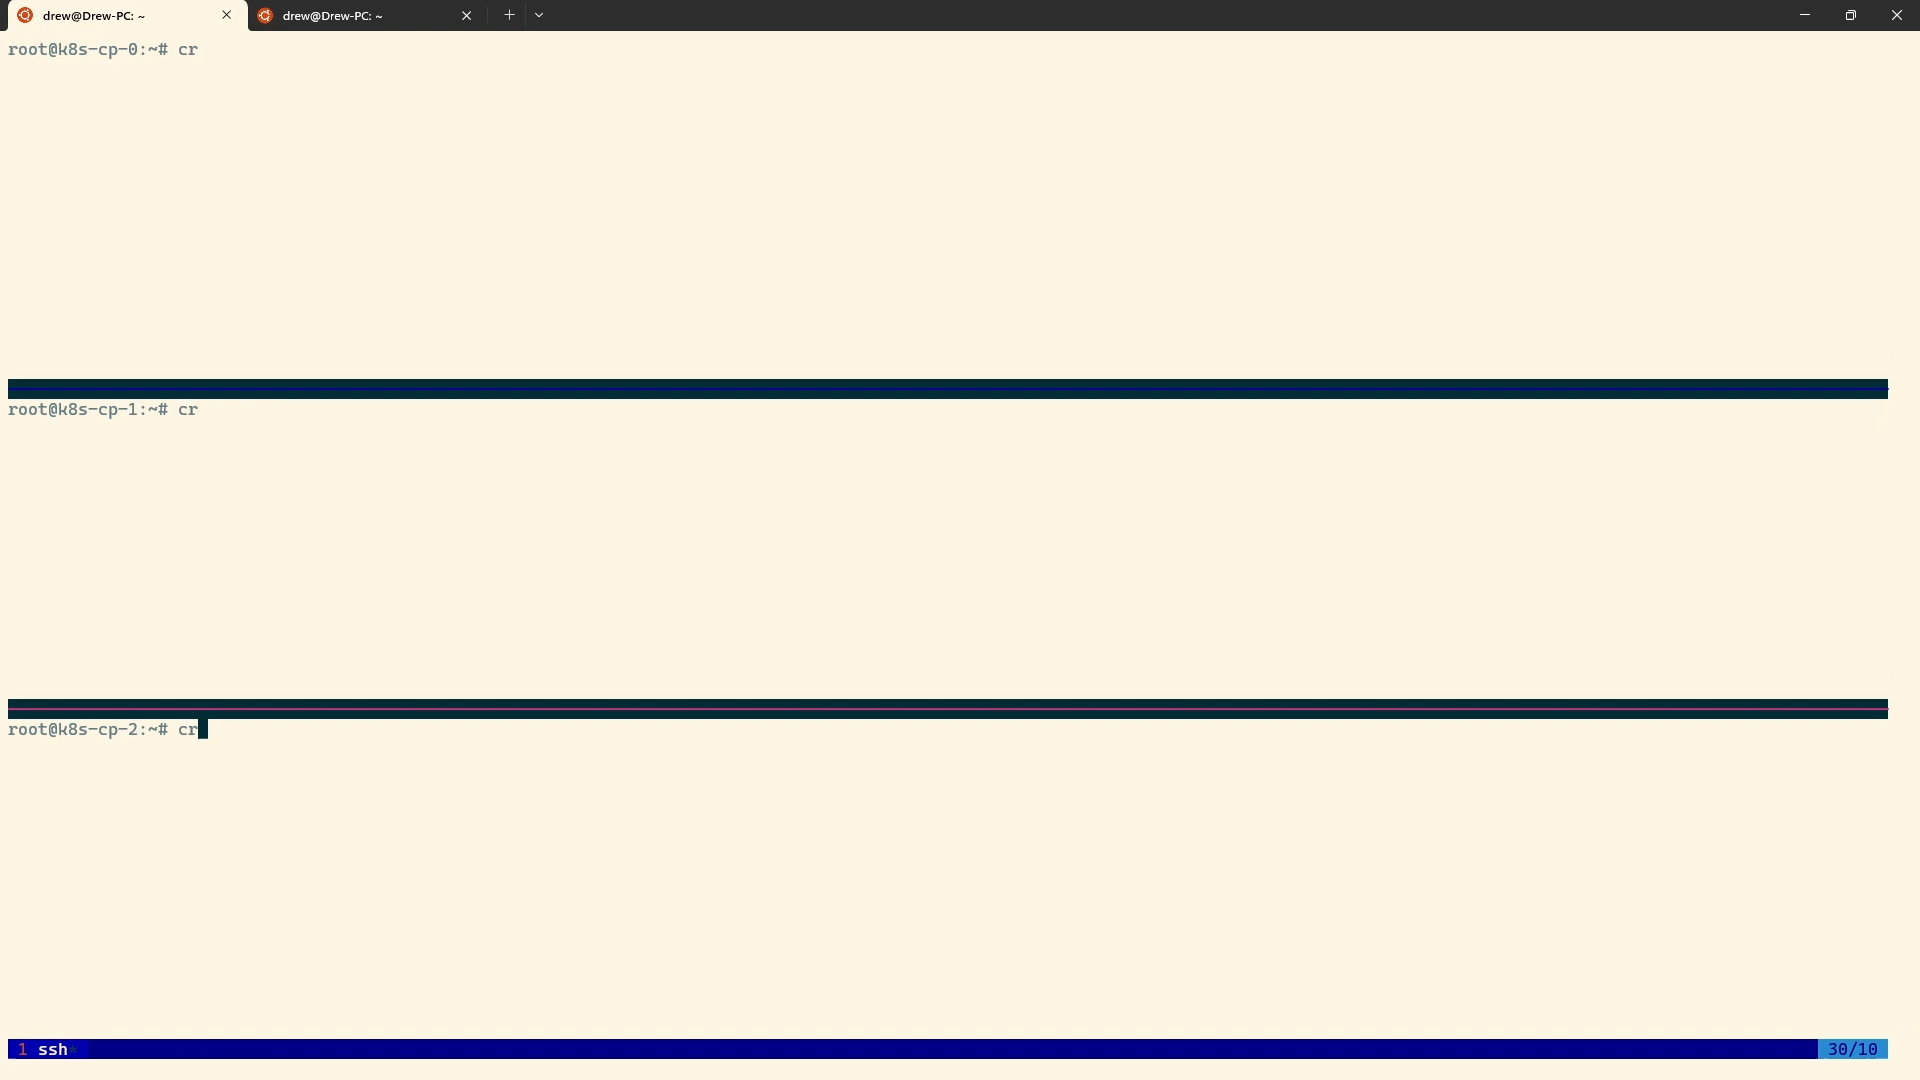 drew@Drew-PC: ~
drew@Drew-PC: ~
root@k8s-cp-0:~# cr
root@k8s-cp-1:~# cr
root@k8s-cp-2:~# cr
1 ssh* 30/10